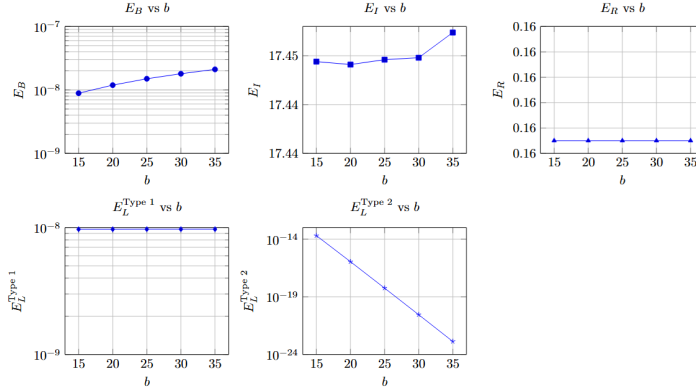 E_B vs b
10^{-7}
10^{-8}
10^{-9}
E_B
15 20 25 30 35
b
E_I vs b
17.45
17.44
17.44
E_I
15 20 25 30 35
b
E_R vs b
0.16
0.16
0.16
0.16
0.16
0.16
E_R
15 20 25 30 35
b
E_L^{Type 1} vs b
10^{-8}
10^{-9}
E_L^{Type 1}
15 20 25 30 35
b
E_L^{Type 2} vs b
10^{-14}
10^{-19}
10^{-24}
E_L^{Type 2}
15 20 25 30 35
b